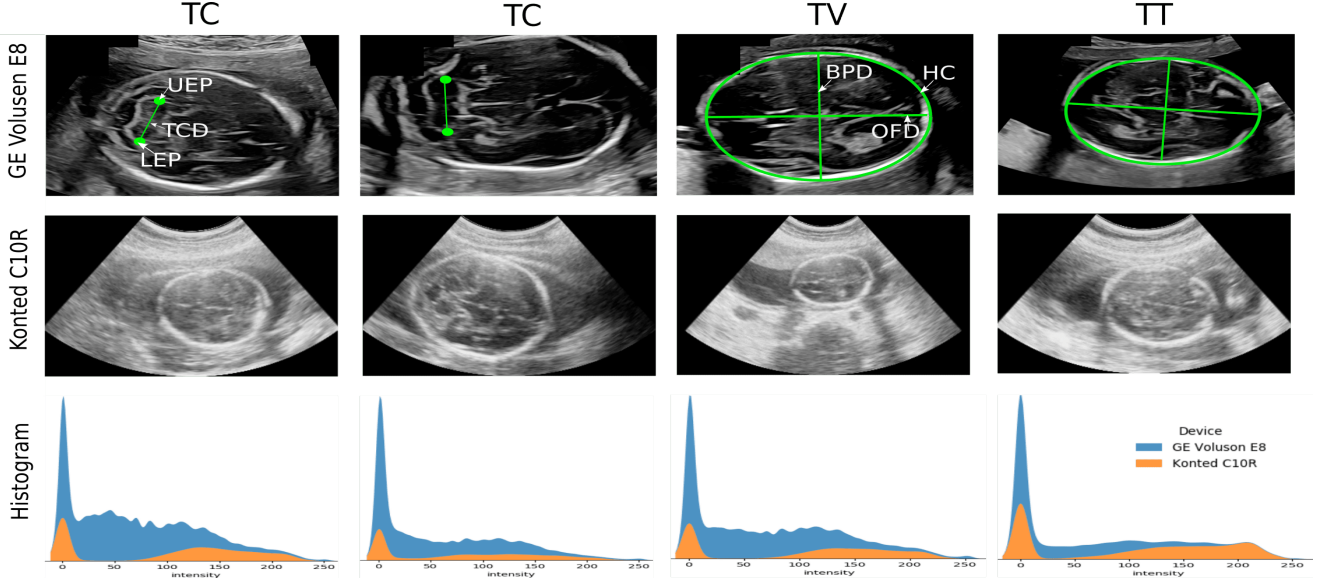 TC TC TV TT
GE Volusen E8
UEP
TCD
LEP
BPD HC
OFD
Konted C10R
Histogram
Device
GE Voluson E8
Konted C10R
0 50 100 150 200 250
intensity
0 50 100 150 200 250
intensity
0 50 100 150 200 250
intensity
0 50 100 150 200 250
intensity